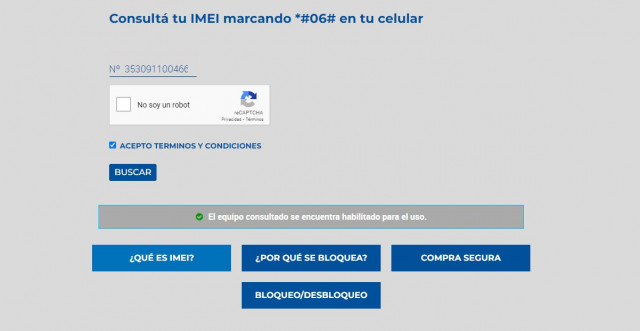 Consultá tu IMEI marcando *#06# en tu celular
Nº 353091100466
No soy un robot
reCAPTCHA
Privacidad - Términos
ACEPTO TERMINOS Y CONDICIONES
BUSCAR
El equipo consultado se encuentra habilitado para el uso.
¿QUÉ ES IMEI?
¿POR QUÉ SE BLOQUEA?
COMPRA SEGURA
BLOQUEO/DESBLOQUEO